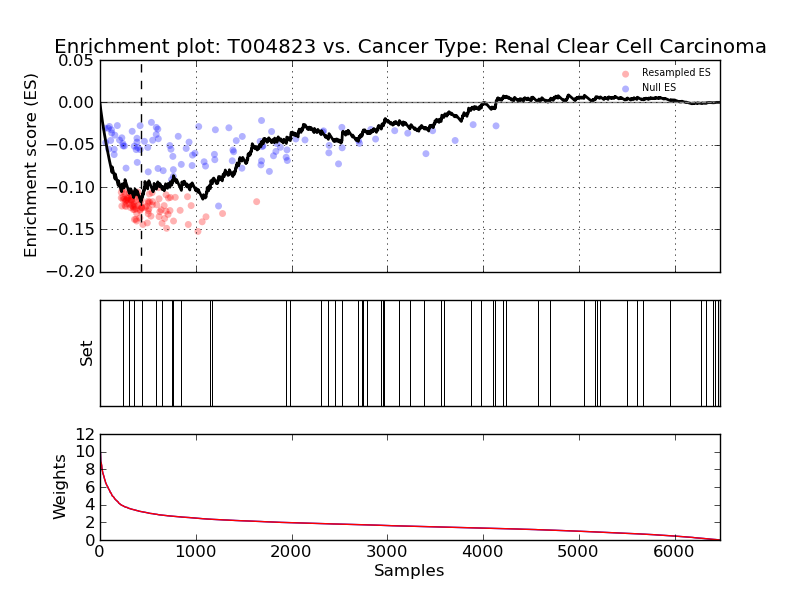 Enrichment plot: T004823 vs. Cancer Type: Renal Clear Cell Carcinoma
Enrichment score (ES)
0.05
0.00
−0.05
−0.10
−0.15
−0.20
Resampled ES
Null ES
Set
Weights
12
10
8
6
4
2
0
0 1000 2000 3000 4000 5000 6000
Samples